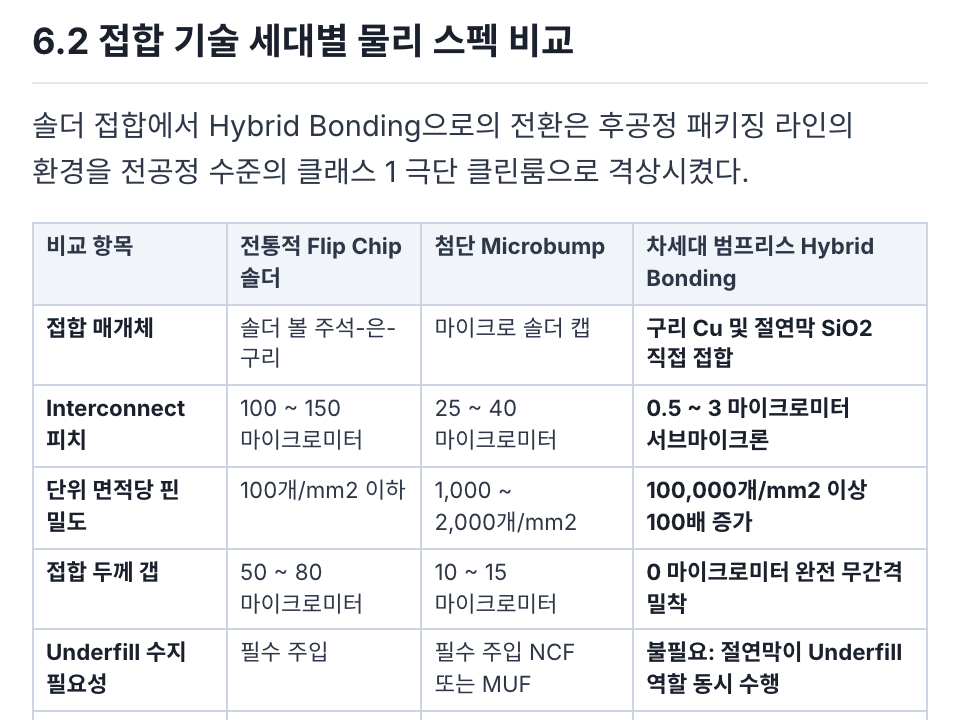 6.2 접합 기술 세대별 물리 스펙 비교
솔더 접합에서 Hybrid Bonding으로의 전환은 후공정 패키징 라인의
환경을 전공정 수준의 클래스 1 극단 클린룸으로 격상시켰다.
비교 항목
전통적 Flip Chip
솔더
첨단 Microbump
차세대 범프리스 Hybrid
Bonding
접합 매개체
솔더 볼 주석-은-
구리
마이크로 솔더 캡
구리 Cu 및 절연막 SiO2
직접 접합
Interconnect
피치
100 ~ 150
마이크로미터
25 ~ 40
마이크로미터
0.5 ~ 3 마이크로미터
서브마이크론
단위 면적당 핀
밀도
100개/mm2 이하
1,000 ~
2,000개/mm2
100,000개/mm2 이상
100배 증가
접합 두께 갭
50 ~ 80
마이크로미터
10 ~ 15
마이크로미터
0 마이크로미터 완전 무간격
밀착
Underfill 수지
필요성
필수 주입
필수 주입 NCF
또는 MUF
불필요: 절연막이 Underfill
역할 동시 수행